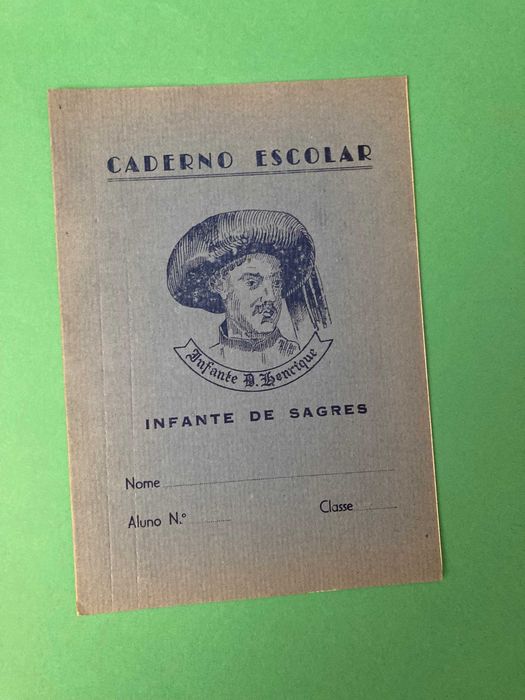 CADERNO ESCOLAR
Infante D. Henrique
INFANTE DE SAGRES
Nome
Aluno N.º
Classe